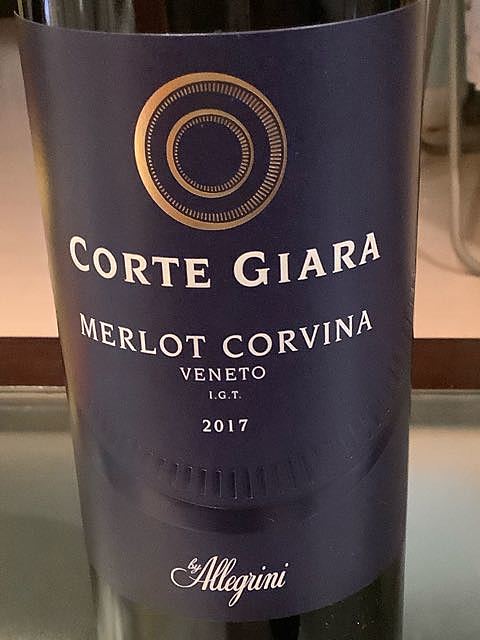 CORTE GIARA
MERLOT CORVINA
VENETO
I.G.T.
2017
by Allegrini